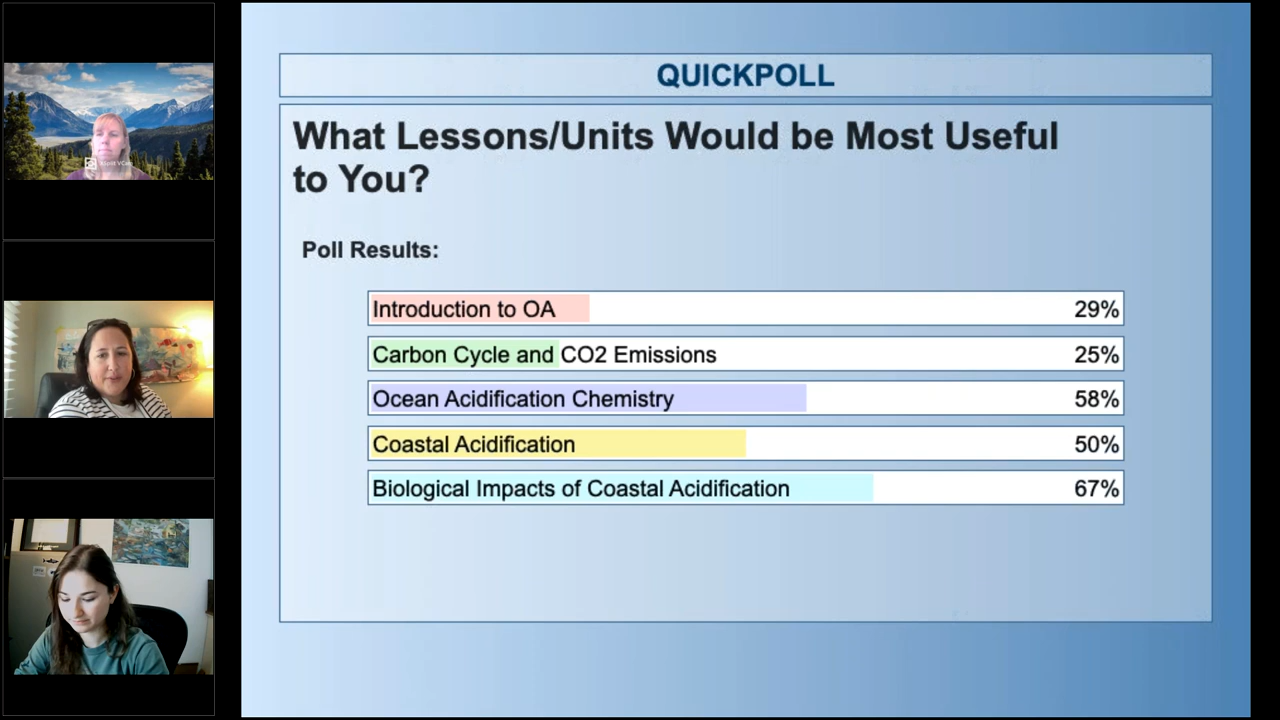 QUICKPOLL
What Lessons/Units Would be Most Useful
to You?
Poll Results:
Introduction to OA 29%
Carbon Cycle and CO2 Emissions 25%
Ocean Acidification Chemistry 58%
Coastal Acidification 50%
Biological Impacts of Coastal Acidification 67%